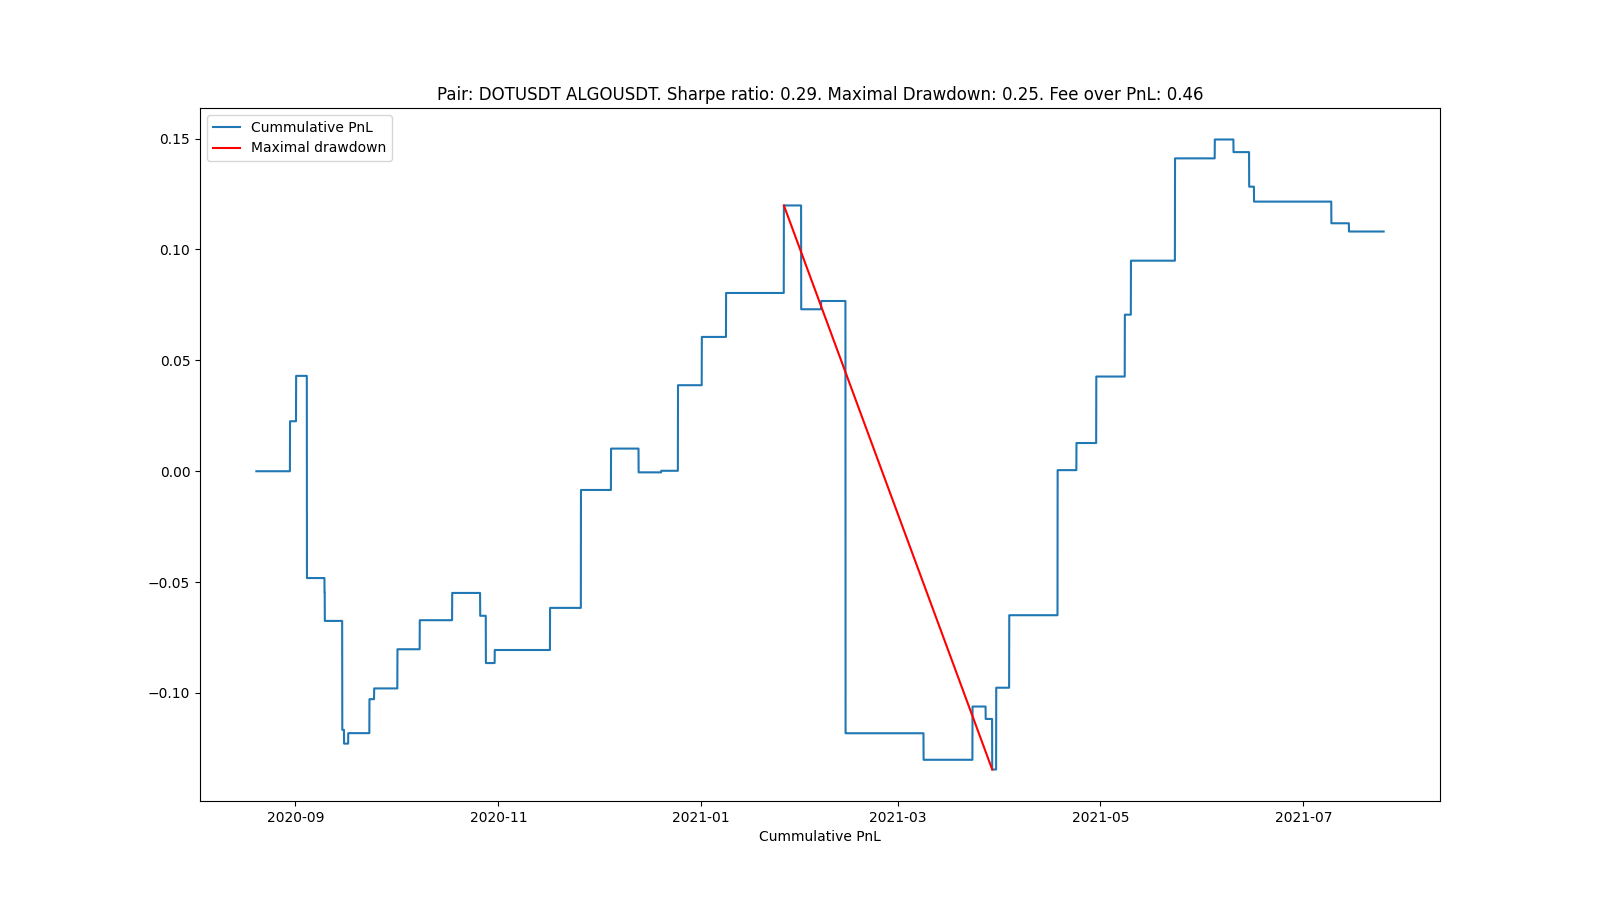 Pair: DOTUSDT ALGOUSDT. Sharpe ratio: 0.29. Maximal Drawdown: 0.25. Fee over PnL: 0.46
Cummulative PnL
Maximal drawdown
0.15
0.10
0.05
0.00
−0.05
−0.10
2020-09 2020-11 2021-01 2021-03 2021-05 2021-07
Cummulative PnL